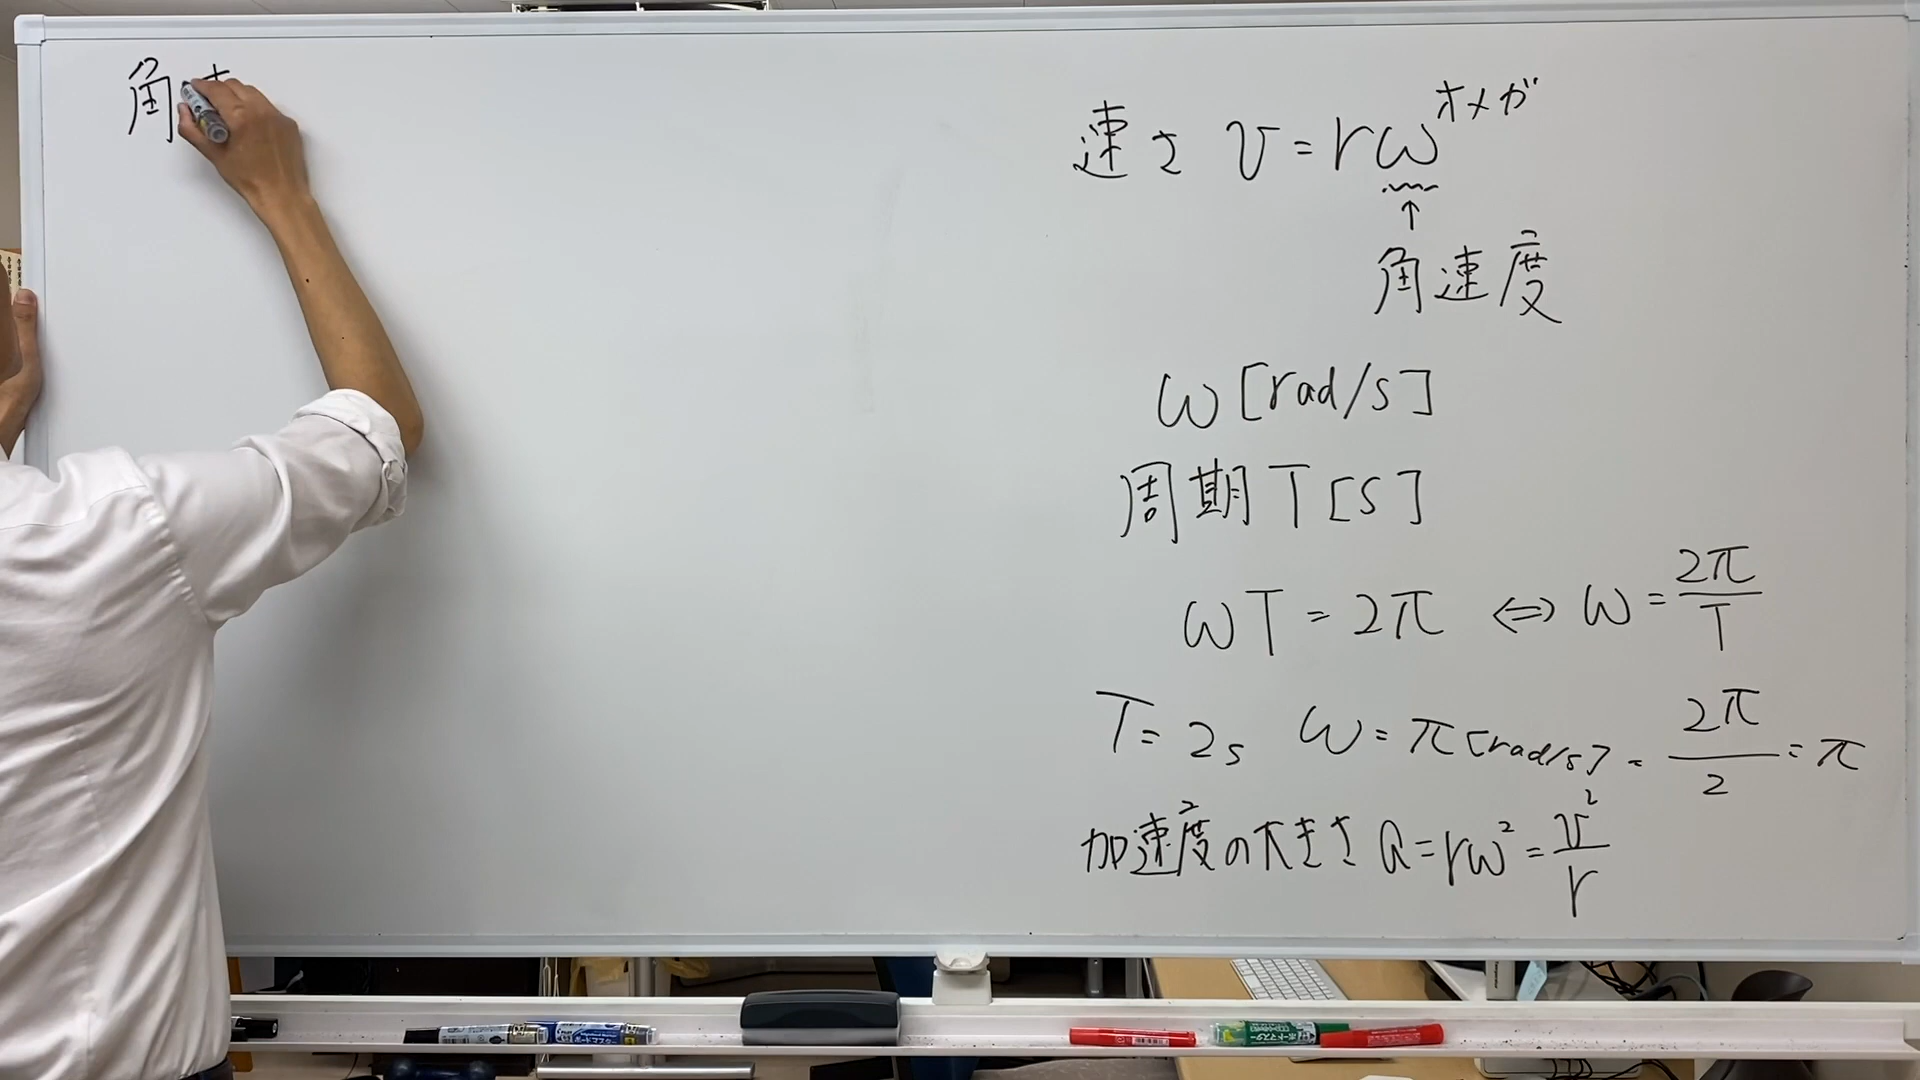 角
速さ v=rω オメガ
↑
角速度
ω[rad/s]
周期T[s]
ωT=2π ⇔ ω=2π/T
T=2s ω=π[rad/s]=2π/2=π
加速度の大きさ a=rω²=v²/r